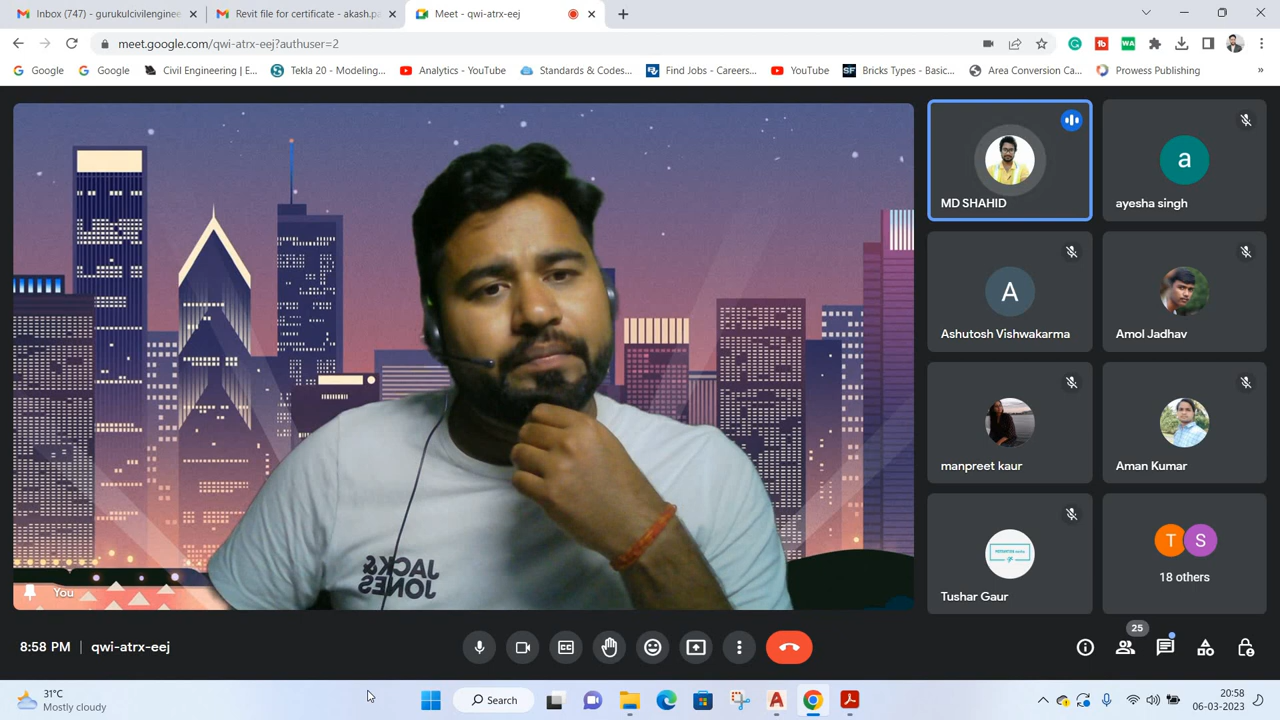 Inbox (747) - gurukulcivilenginee
Revit file for certificate - akash.pa
Meet - qwi-atrx-eej
meet.google.com/qwi-atrx-eej?authuser=2
Google
Google
Civil Engineering | E...
Tekla 20 - Modeling...
Analytics - YouTube
Standards & Codes...
Find Jobs - Careers...
YouTube
Bricks Types - Basic...
Area Conversion Ca...
Prowess Publishing
»
MD SHAHID
a
ayesha singh
A
Ashutosh Vishwakarma
Amol Jadhav
manpreet kaur
Aman Kumar
Tushar Gaur
T S
18 others
JACK&
JONES
You
8:58 PM | qwi-atrx-eej
CC
25
31°C
Mostly cloudy
Search
20:58
06-03-2023